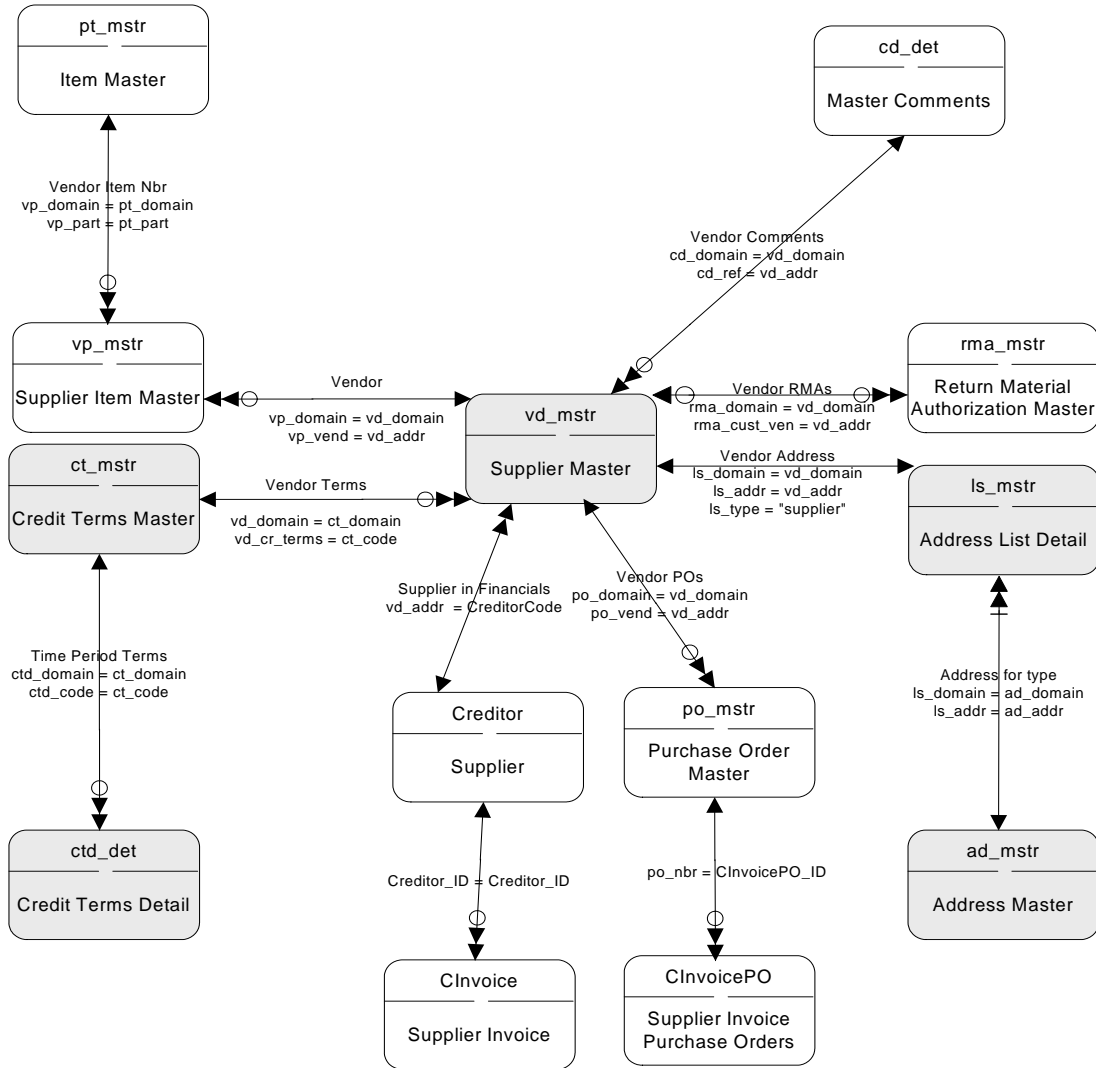 pt_mstr
Item Master
cd_det
Master Comments
Vendor Item Nbr
vp_domain = pt_domain
vp_part = pt_part
Vendor Comments
cd_domain = vd_domain
cd_ref = vd_addr
vp_mstr
Supplier Item Master
Vendor
vp_domain = vd_domain
vp_vend = vd_addr
vd_mstr
Supplier Master
Vendor RMAs
rma_domain = vd_domain
rma_cust_ven = vd_addr
rma_mstr
Return Material
Authorization Master
ct_mstr
Credit Terms Master
Vendor Terms
vd_domain = ct_domain
vd_cr_terms = ct_code
Vendor Address
ls_domain = vd_domain
ls_addr = vd_addr
ls_type = "supplier"
ls_mstr
Address List Detail
Supplier in Financials
vd_addr = CreditorCode
Vendor POs
po_domain = vd_domain
po_vend = vd_addr
Time Period Terms
ctd_domain = ct_domain
ctd_code = ct_code
Address for type
ls_domain = ad_domain
ls_addr = ad_addr
Creditor
Supplier
po_mstr
Purchase Order
Master
ctd_det
Credit Terms Detail
Creditor_ID = Creditor_ID
po_nbr = CInvoicePO_ID
ad_mstr
Address Master
CInvoice
Supplier Invoice
CInvoicePO
Supplier Invoice
Purchase Orders